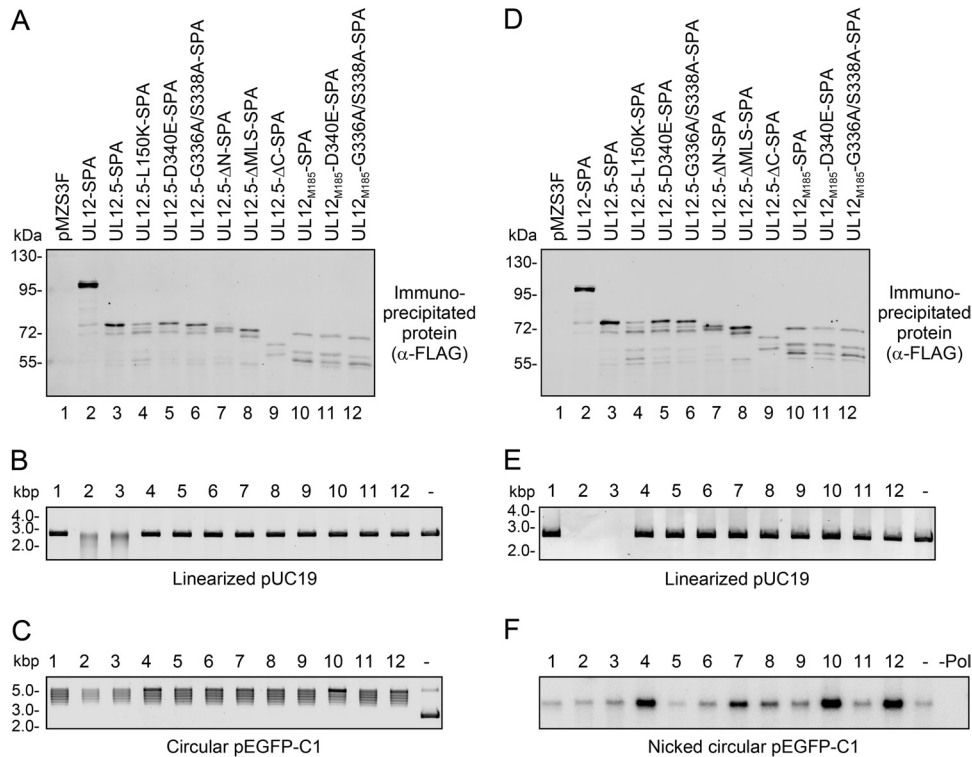 A
pMZS3F
UL12-SPA
UL12.5-SPA
UL12.5-L150K-SPA
UL12.5-D340E-SPA
UL12.5-G336A/S338A-SPA
UL12.5-ΔN-SPA
UL12.5-ΔMLS-SPA
UL12.5-ΔC-SPA
UL12M185-SPA
UL12M185-D340E-SPA
UL12M185-G336A/S338A-SPA
kDa
130-
95-
72-
55-
Immuno-
precipitated
protein
(α-FLAG)
1 2 3 4 5 6 7 8 9 10 11 12
B
kbp 1 2 3 4 5 6 7 8 9 10 11 12 -
4.0-
3.0-
2.0-
Linearized pUC19
C
kbp 1 2 3 4 5 6 7 8 9 10 11 12 -
5.0-
3.0-
2.0-
Circular pEGFP-C1
D
pMZS3F
UL12-SPA
UL12.5-SPA
UL12.5-L150K-SPA
UL12.5-D340E-SPA
UL12.5-G336A/S338A-SPA
UL12.5-ΔN-SPA
UL12.5-ΔMLS-SPA
UL12.5-ΔC-SPA
UL12M185-SPA
UL12M185-D340E-SPA
UL12M185-G336A/S338A-SPA
kDa
130-
95-
72-
55-
Immuno-
precipitated
protein
(α-FLAG)
1 2 3 4 5 6 7 8 9 10 11 12
E
kbp 1 2 3 4 5 6 7 8 9 10 11 12 -
4.0-
3.0-
2.0-
Linearized pUC19
F
1 2 3 4 5 6 7 8 9 10 11 12 - -Pol
Nicked circular pEGFP-C1